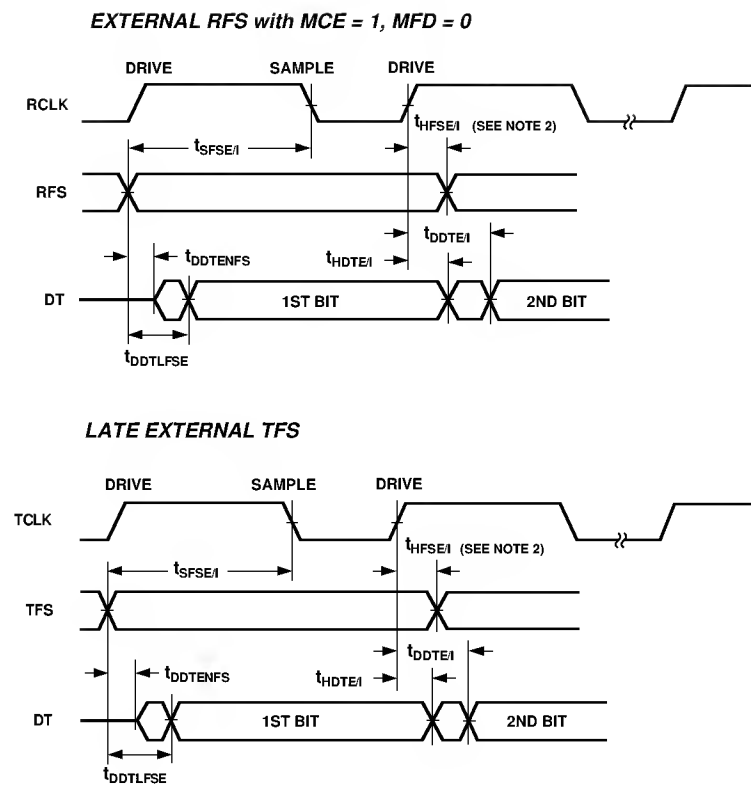 EXTERNAL RFS with MCE = 1, MFD = 0
DRIVE SAMPLE DRIVE
RCLK
tHFSE/I (SEE NOTE 2)
tSFSE/I
RFS
tDDTE/I
tDDTENFS
tHDTE/I
DT
1ST BIT
2ND BIT
tDDTLFSE
LATE EXTERNAL TFS
DRIVE SAMPLE DRIVE
TCLK
tHFSE/I (SEE NOTE 2)
tSFSE/I
TFS
tDDTE/I
tDDTENFS
tHDTE/I
DT
1ST BIT
2ND BIT
tDDTLFSE